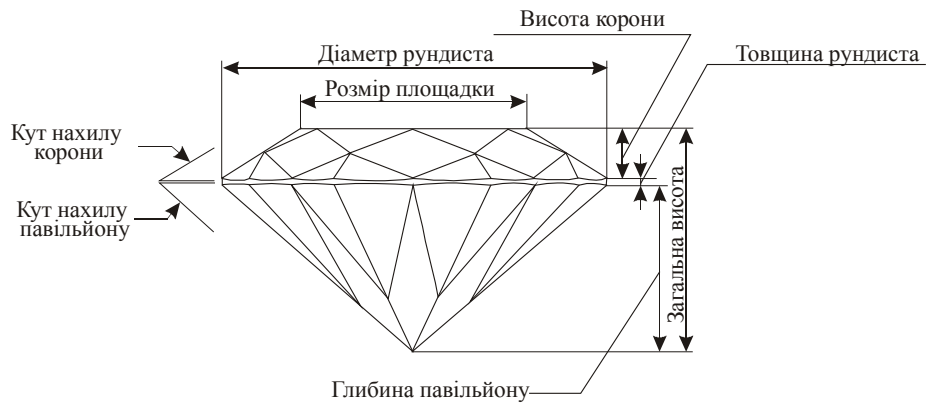 Висота корони
Діаметр рундиста
Товщина рундиста
Розмір площадки
Кут нахилу
корони
Кут нахилу
павільйону
Загальна висота
Глибина павільйону